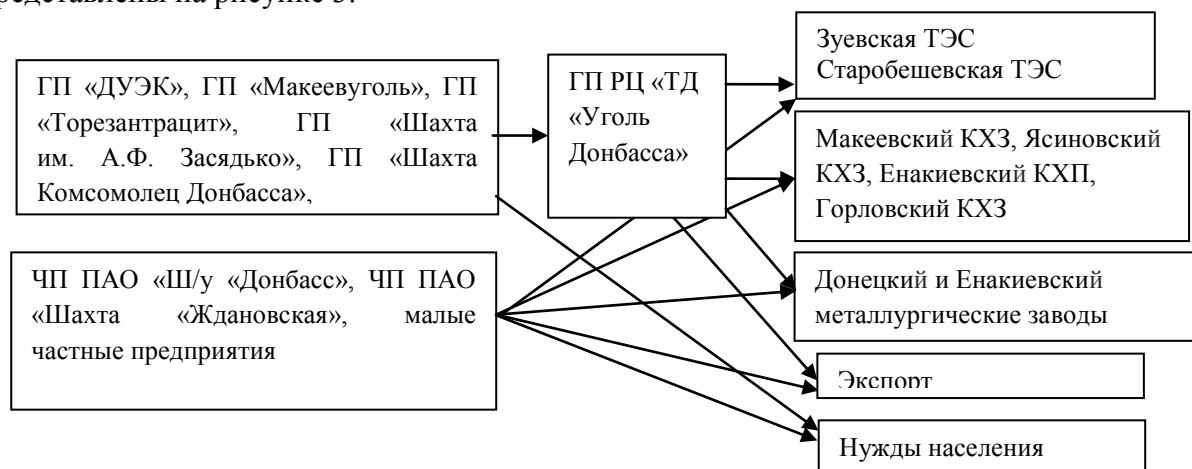 редставлены на рисунке 3.
ГП «ДУЭК», ГП «Макеевуголь», ГП
«Торезантрацит», ГП «Шахта
им. А.Ф. Засядько», ГП «Шахта
Комсомолец Донбасса»,
ГП РЦ «ТД
«Уголь
Донбасса»
Зуевская ТЭС
Старобешевская ТЭС
Макеевский КХЗ, Ясиновский
КХЗ, Енакиевский КХП,
Горловский КХЗ
ЧП ПАО «Ш/у «Донбасс», ЧП ПАО
«Шахта «Ждановская», малые
частные предприятия
Донецкий и Енакиевский
металлургические заводы
Экспорт
Нужды населения